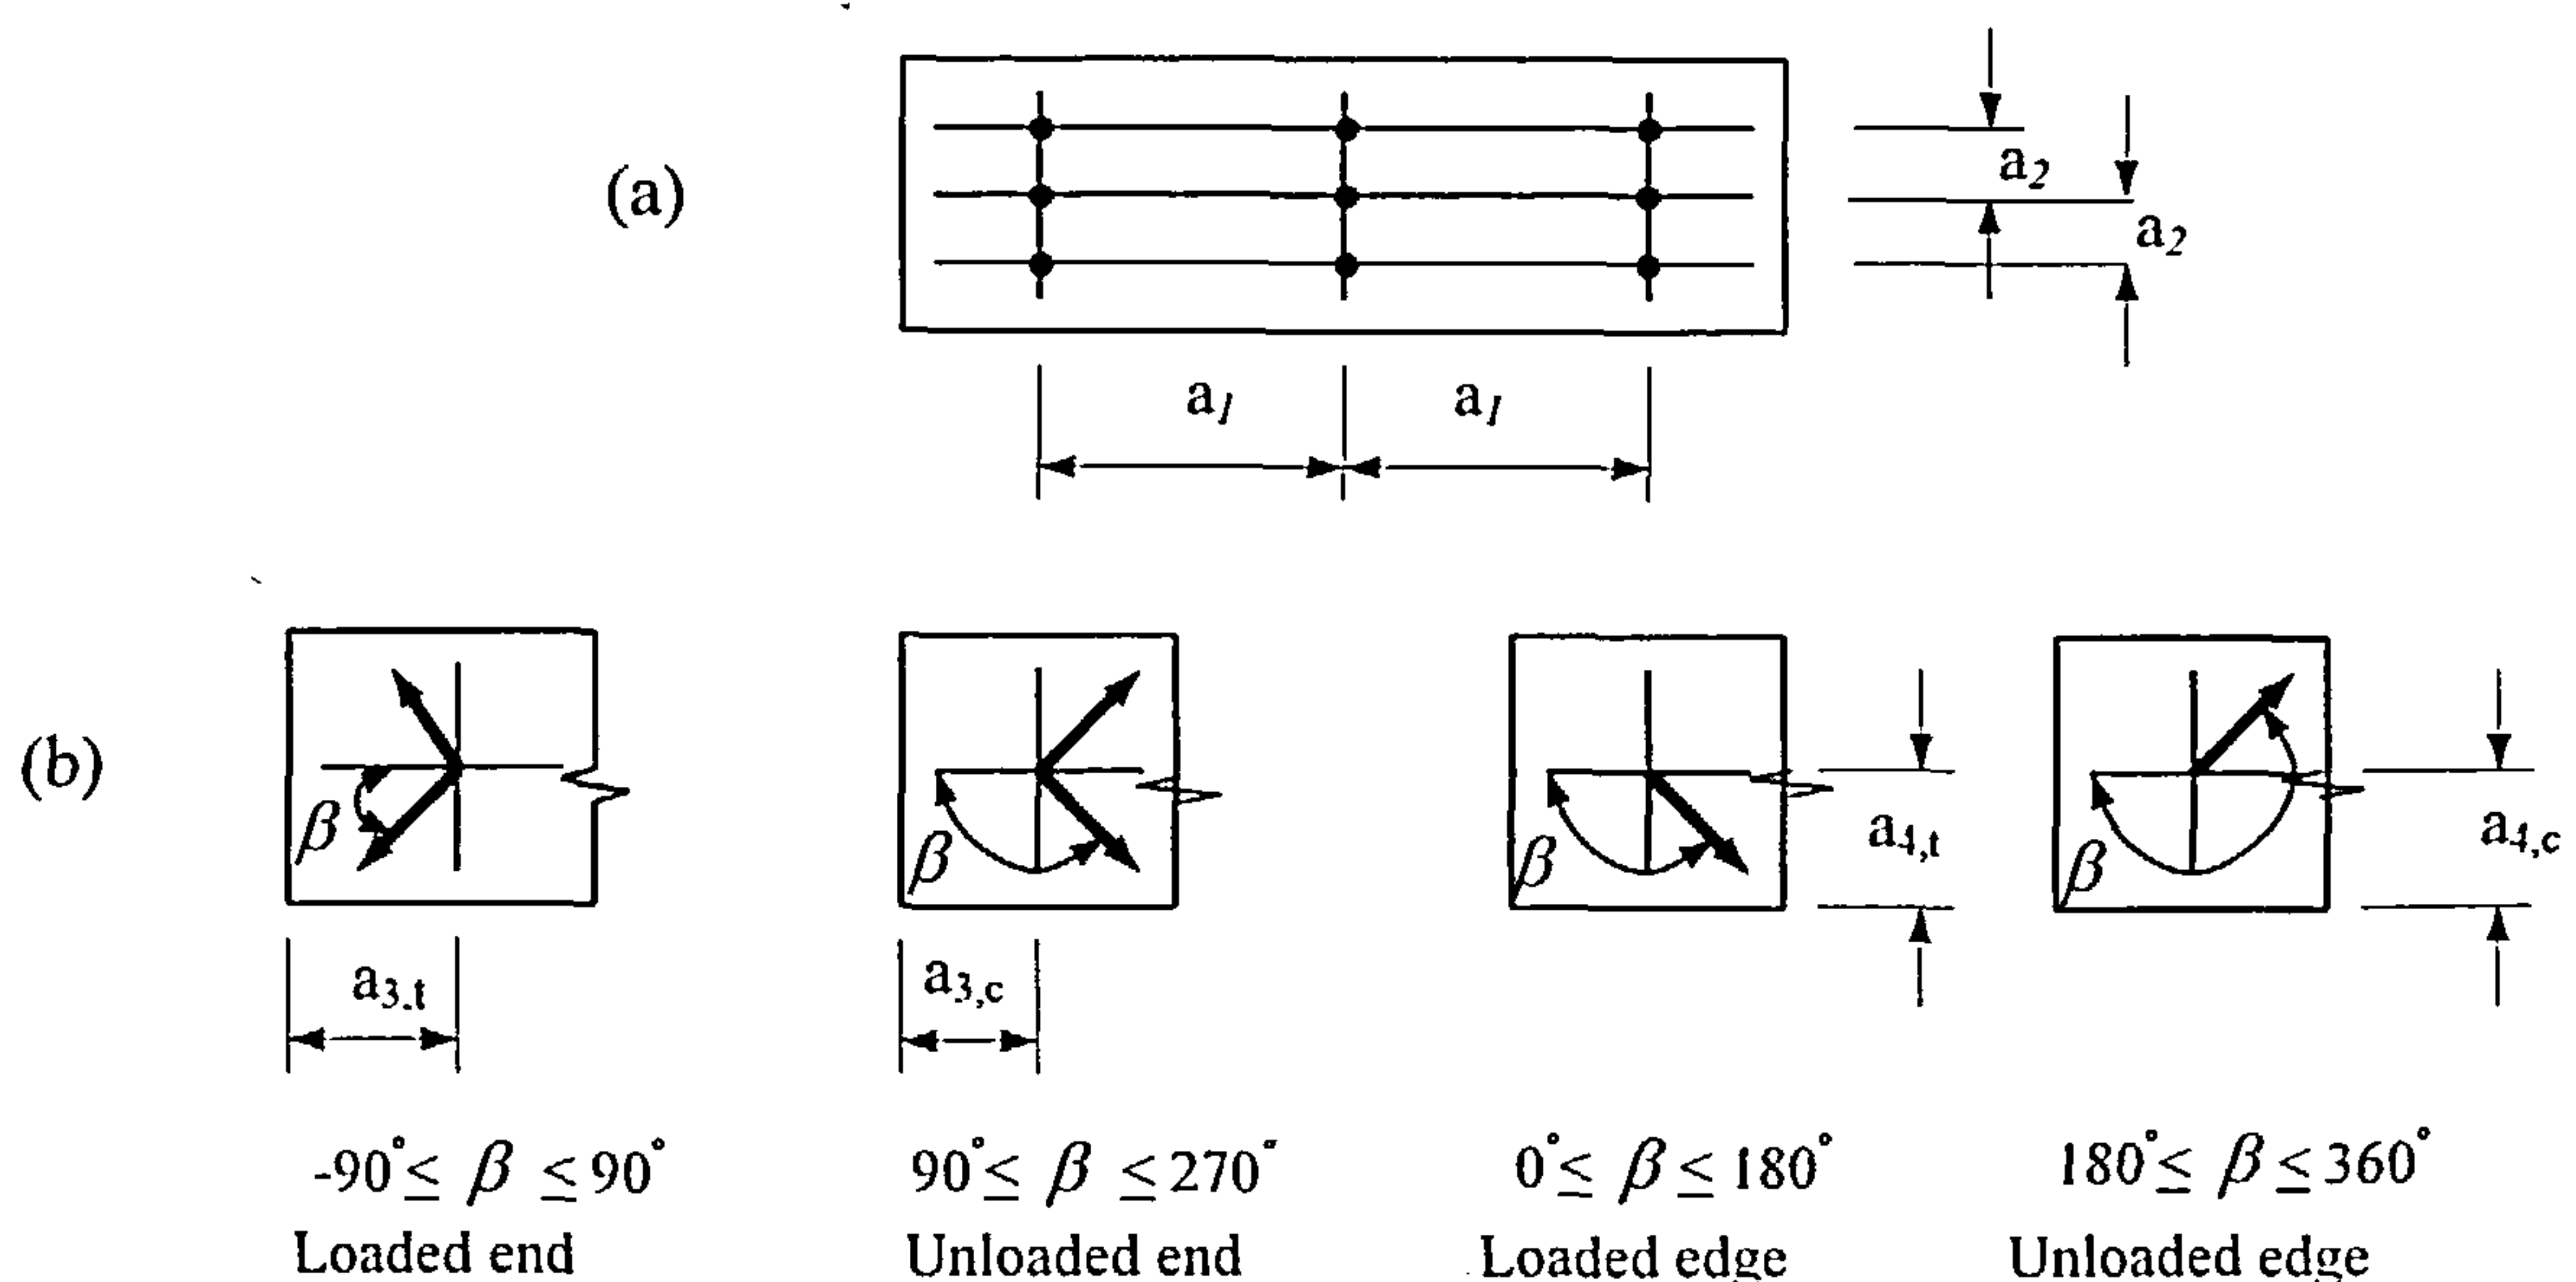 (a)
a2
a2
a1 a1
(b)
β β β β
a4,t a4,c
a3,t a3,c
-90°≤ β ≤90° 90°≤ β ≤270° 0°≤ β ≤180° 180°≤ β ≤360°
Loaded end Unloaded end Loaded edge Unloaded edge